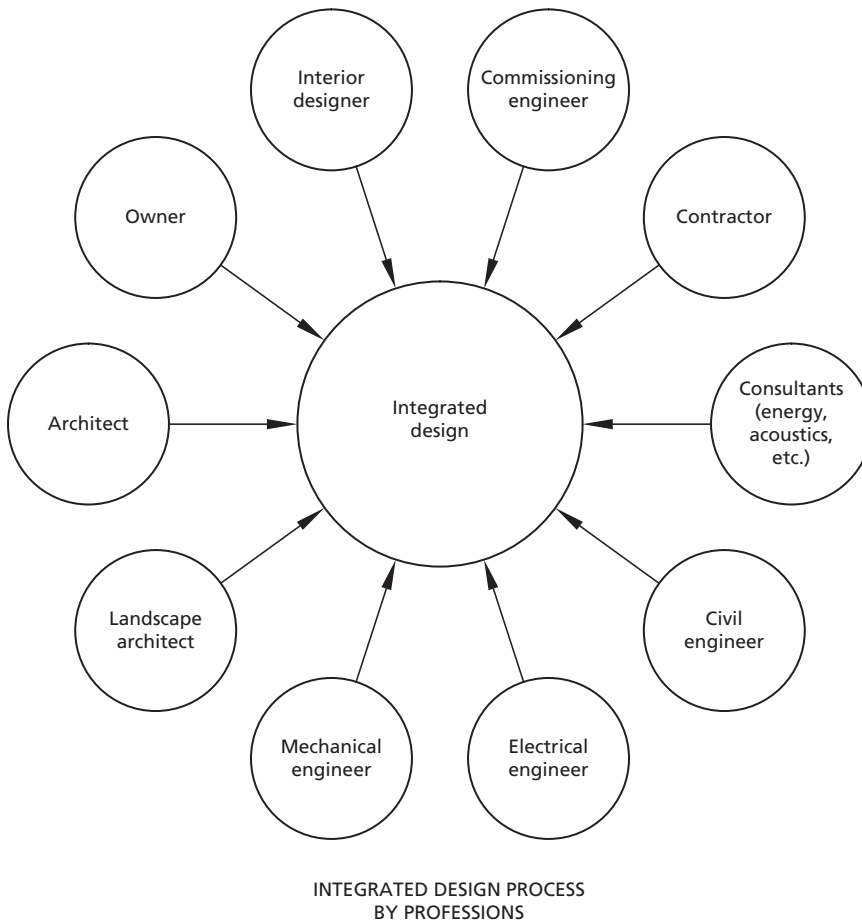 Interior
designer
Commissioning
engineer
Owner
Contractor
Architect
Integrated
design
Consultants
(energy,
acoustics,
etc.)
Landscape
architect
Civil
engineer
Mechanical
engineer
Electrical
engineer
INTEGRATED DESIGN PROCESS
BY PROFESSIONS